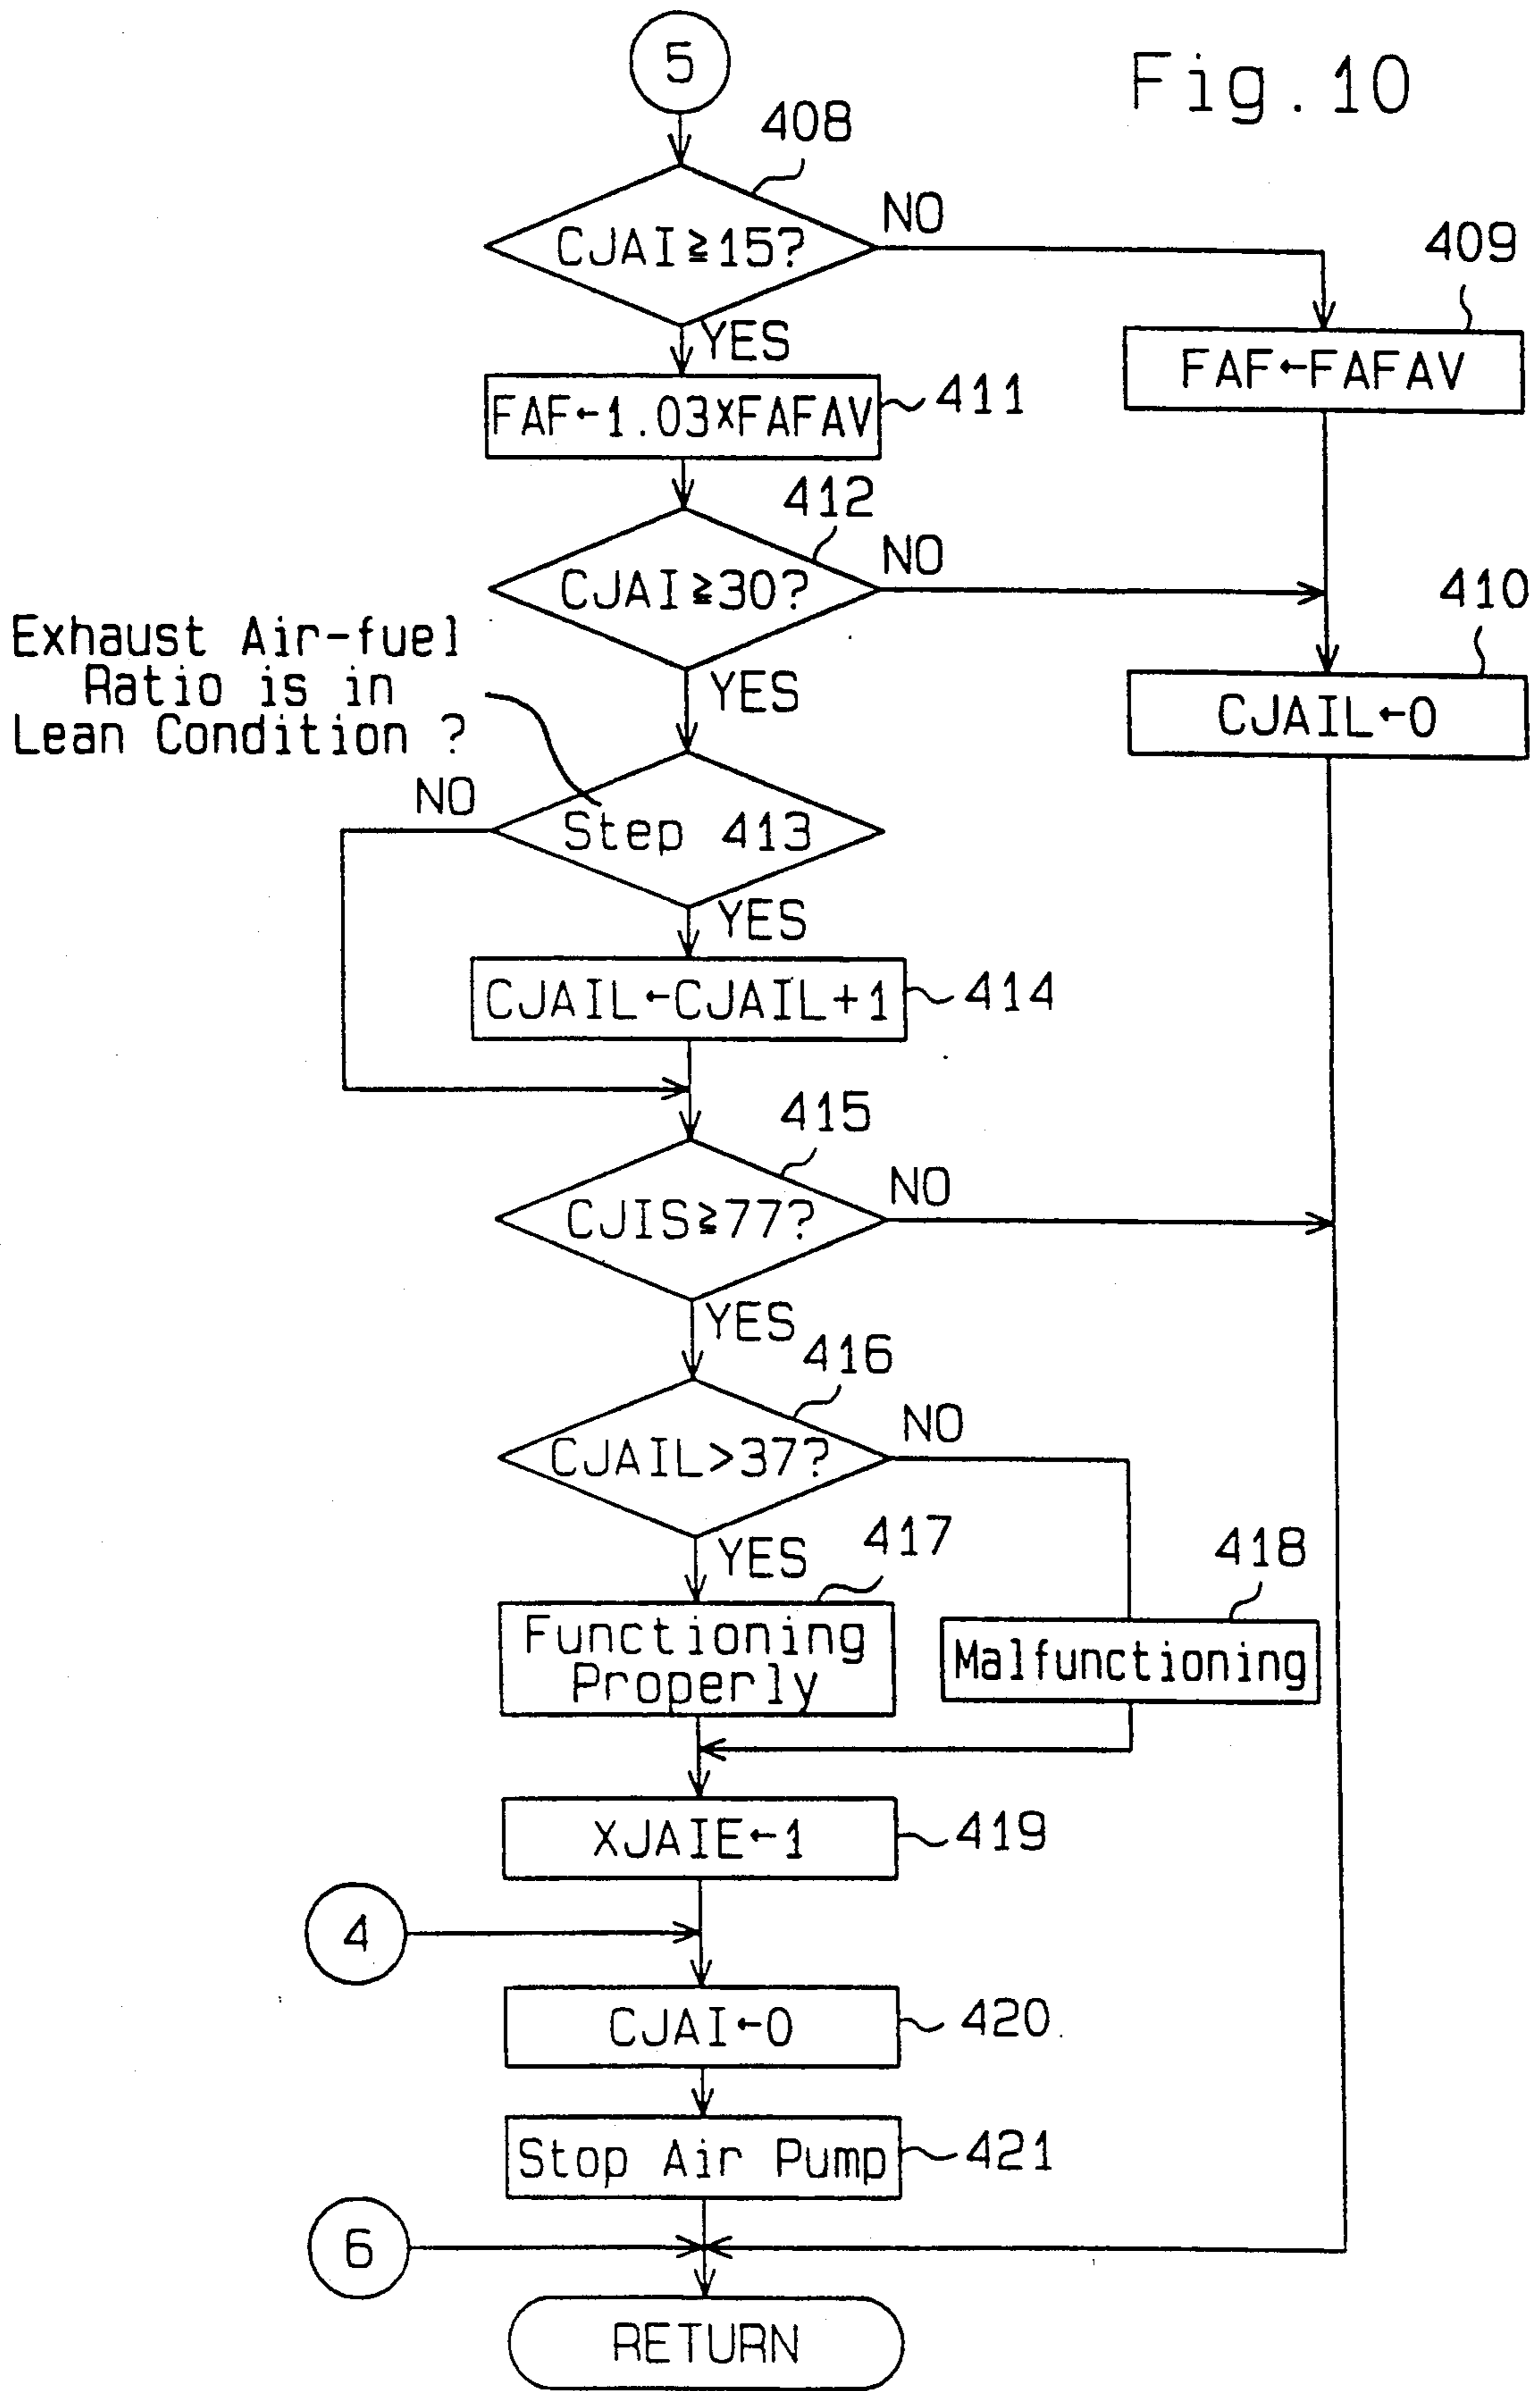 5
Fig. 10
408
CJAI≧15?
NO
409
YES
FAF←FAFAV
FAF←1.03×FAFAV
411
412
CJAI≧30?
NO
410
Exhaust Air-fuel
Ratio is in
Lean Condition ?
YES
CJAIL←0
NO
Step 413
YES
CJAIL←CJAIL+1
414
415
CJIS≧77?
NO
YES
416
CJAIL>37?
NO
YES
417
418
Functioning
Properly
Malfunctioning
XJAIE←1
419
4
CJAI←0
420
Stop Air Pump
421
6
RETURN